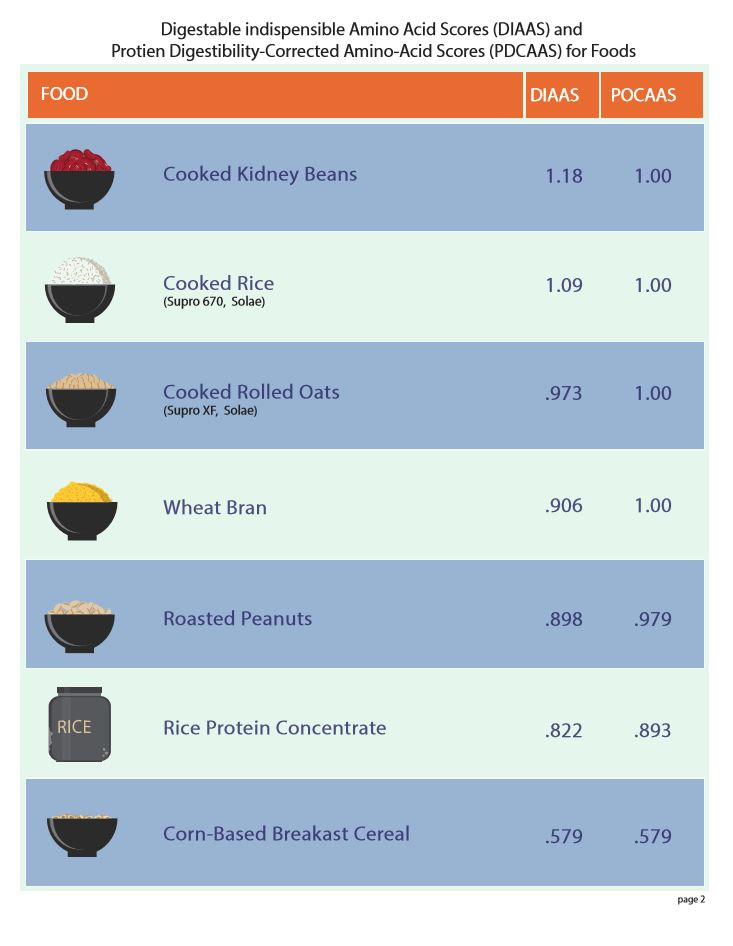 Digestable indispensible Amino Acid Scores (DIAAS) and
Protien Digestibility-Corrected Amino-Acid Scores (PDCAAS) for Foods
FOOD DIAAS POCAAS
Cooked Kidney Beans 1.18 1.00
Cooked Rice 1.09 1.00
(Supro 670, Solae)
Cooked Rolled Oats .973 1.00
(Supro XF, Solae)
Wheat Bran .906 1.00
Roasted Peanuts .898 .979
RICE Rice Protein Concentrate .822 .893
Corn-Based Breakast Cereal .579 .579
page 2